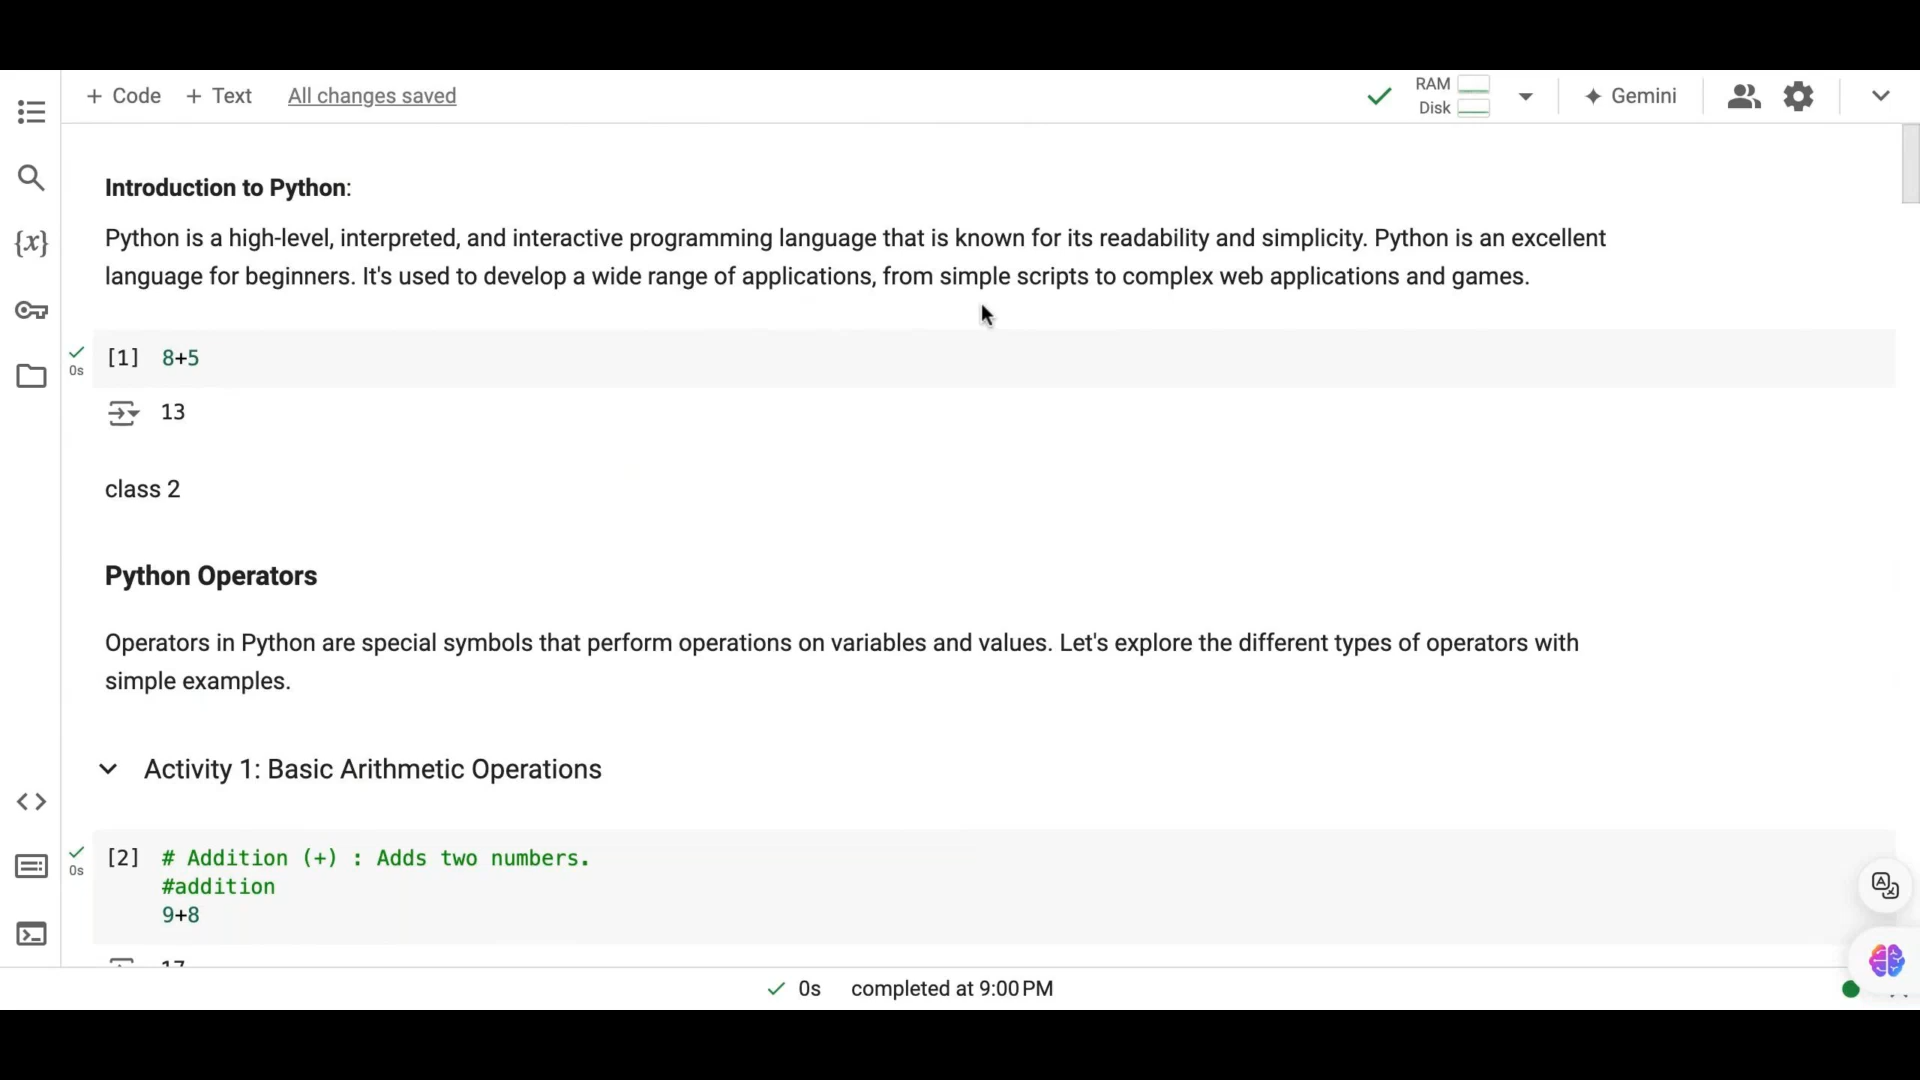 + Code + Text All changes saved
RAM
Disk
Gemini
Introduction to Python:
Python is a high-level, interpreted, and interactive programming language that is known for its readability and simplicity. Python is an excellent
language for beginners. It's used to develop a wide range of applications, from simple scripts to complex web applications and games.
{x}
0s
[1] 8+5
13
class 2
Python Operators
Operators in Python are special symbols that perform operations on variables and values. Let's explore the different types of operators with
simple examples.
Activity 1: Basic Arithmetic Operations
0s
[2] # Addition (+) : Adds two numbers.
#addition
9+8
17
0s completed at 9:00 PM